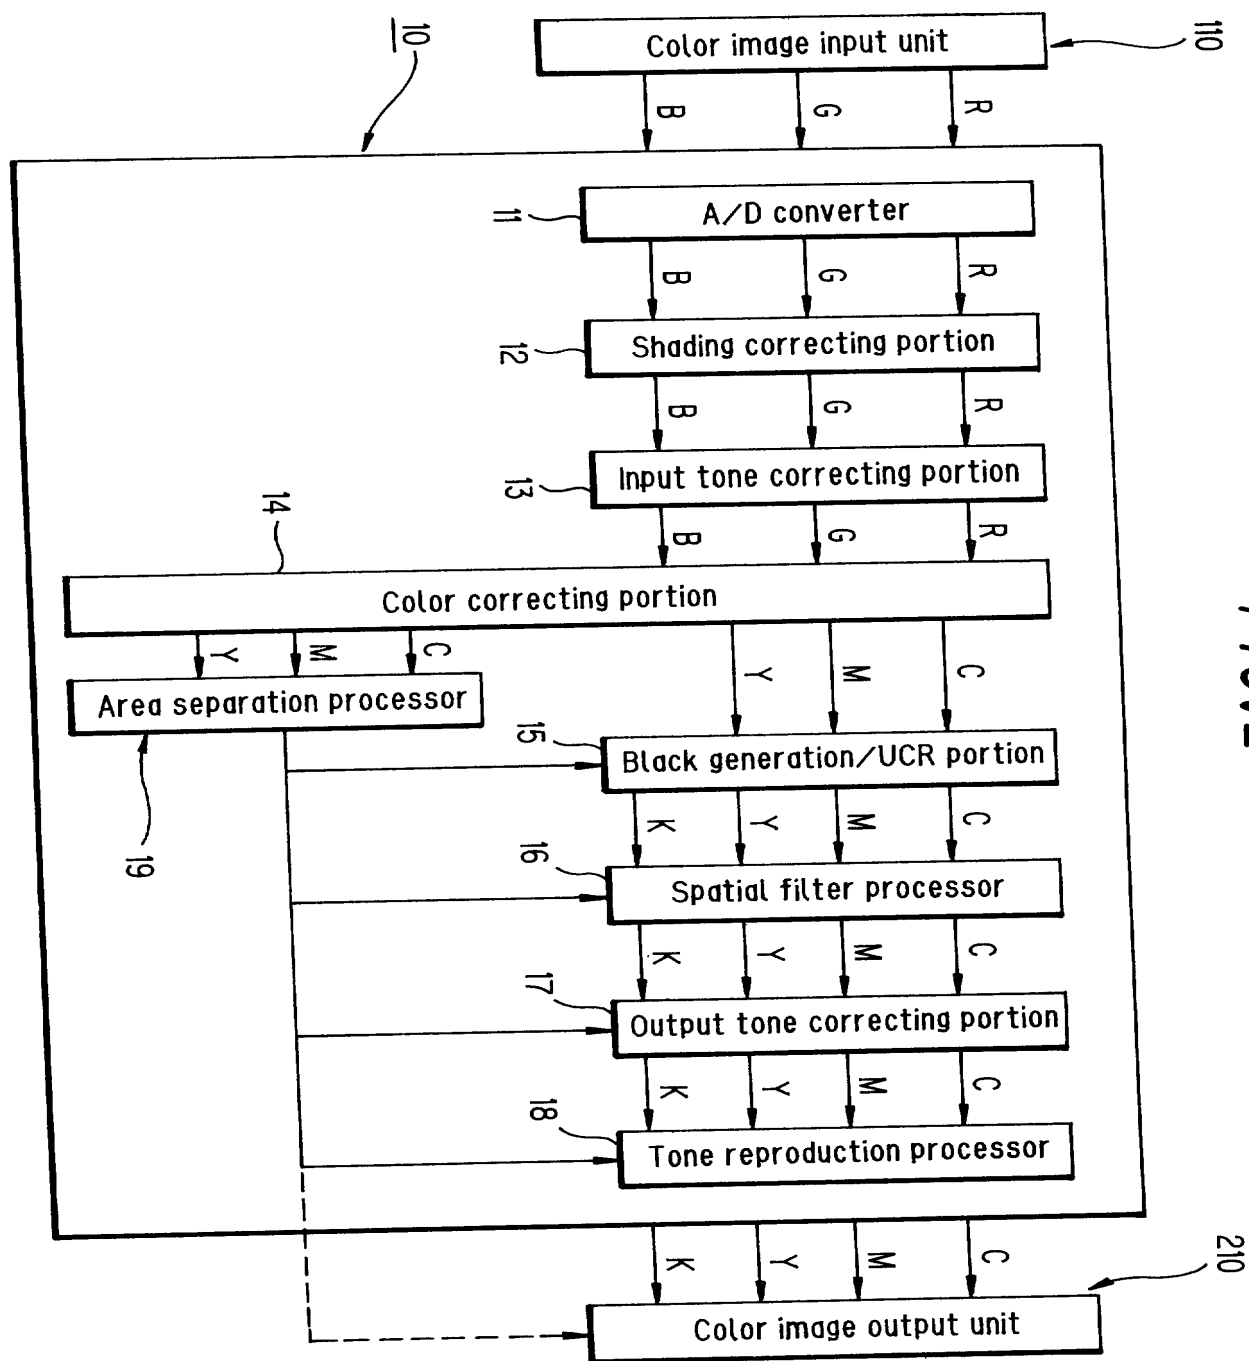 110
10
Color image input unit
B G R
A/D converter
11
B G R
Shading correcting portion
12
B G R
Input tone correcting portion
13
B G R
14
Color correcting portion
Y M C
Y M C
Area separation processor
19
15
Black generation/UCR portion
K Y M C
16
Spatial filter processor
K Y M C
17
Output tone correcting portion
K Y M C
18
Tone reproduction processor
K Y M C
210
Color image output unit